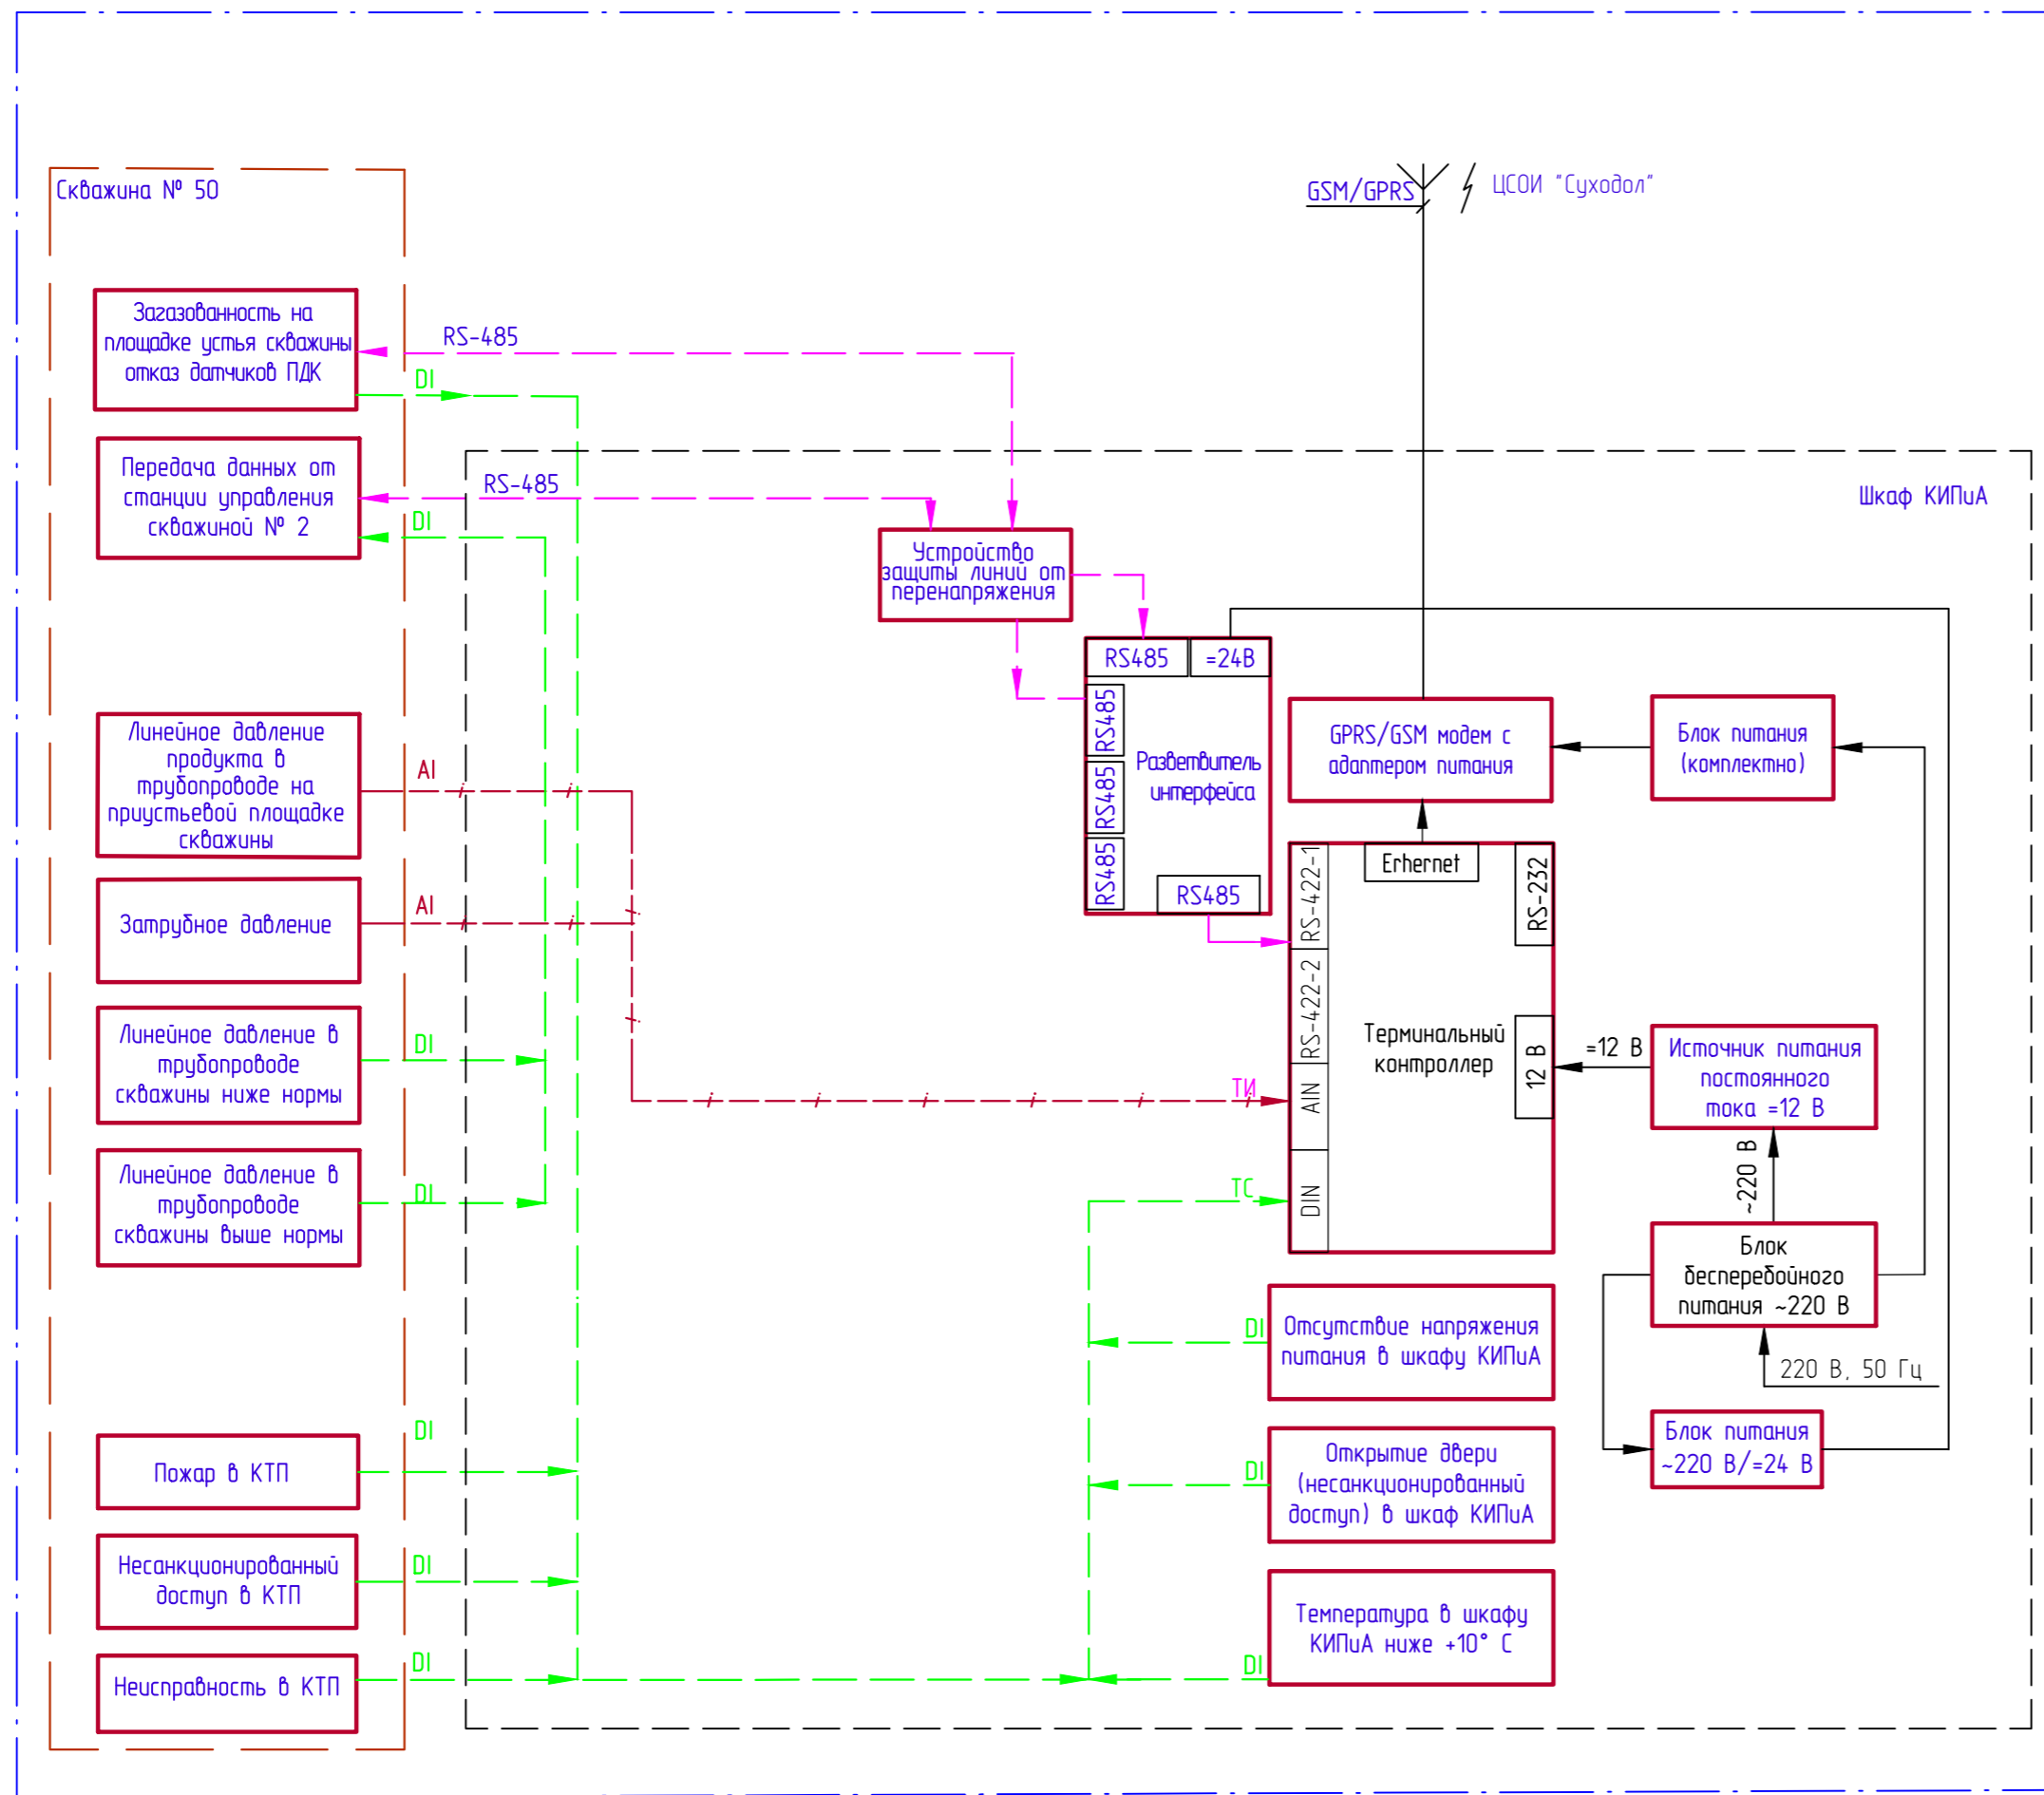 GSM/GPRS
ЦСОИ "Суходол"
Скважина № 50
Загазованность на
площадке устья скважины
отказ датчиков ПДК
RS-485
DI
Передача данных от
станции управления
скважиной № 2
RS-485
DI
Шкаф КИПиА
Устройство
защиты линий от
перенапряжения
RS485
=24В
RS485
RS485
RS485
Разветвитель
интерфейса
RS485
GPRS/GSM модем с
адаптером питания
Блок питания
(комплектно)
Линейное давление
продукта в
трубопроводе на
приустьевой площадке
скважины
AI
Затрубное давление
AI
Erhernet
RS-422-1
RS-422-2
AIN
DIN
RS-232
12 В
Терминальный
контроллер
=12 В
Источник питания
постоянного
тока =12 В
Линейное давление в
трубопроводе
скважины ниже нормы
DI
ТИ
Линейное давление в
трубопроводе
скважины выше нормы
DI
ТС
~220 В
Блок
бесперебойного
питания ~220 В
220 В, 50 Гц
Блок питания
~220 В/=24 В
DI
Отсутствие напряжения
питания в шкафу КИПиА
Пожар в КТП
DI
DI
Открытие двери
(несанкционированный
доступ) в шкаф КИПиА
Несанкционированный
доступ в КТП
DI
DI
Температура в шкафу
КИПиА ниже +10° С
Неисправность в КТП
DI